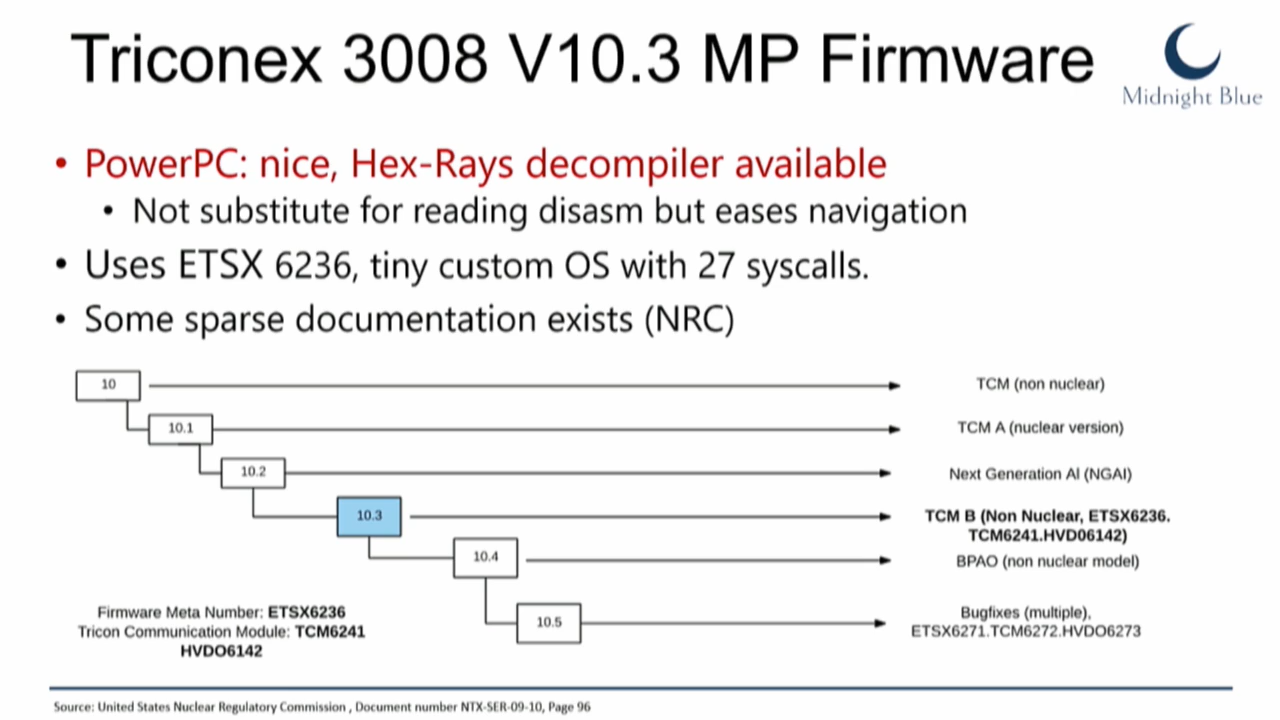 Triconex 3008 V10.3 MP Firmware
Midnight Blue
• PowerPC: nice, Hex-Rays decompiler available
• Not substitute for reading disasm but eases navigation
• Uses ETSX 6236, tiny custom OS with 27 syscalls.
• Some sparse documentation exists (NRC)
10
TCM (non nuclear)
10.1
TCM A (nuclear version)
10.2
Next Generation AI (NGAI)
10.3
TCM B (Non Nuclear, ETSX6236.
TCM6241.HVD06142)
10.4
BPAO (non nuclear model)
10.5
Bugfixes (multiple),
ETSX6271.TCM6272.HVDO6273
Firmware Meta Number: ETSX6236
Tricon Communication Module: TCM6241
HVDO6142
Source: United States Nuclear Regulatory Commission , Document number NTX-SER-09-10, Page 96